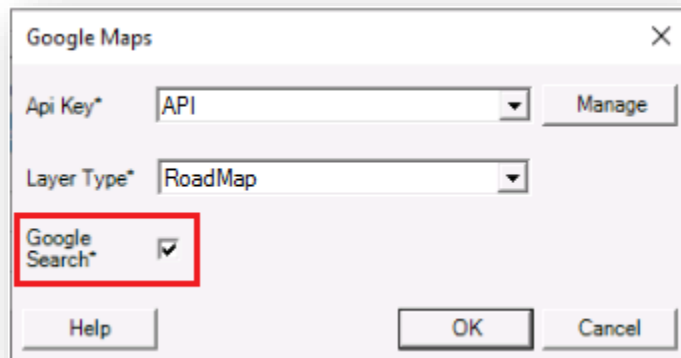 Google Maps
Api Key*
API
Manage
Layer Type*
RoadMap
Google
Search*
Help
OK
Cancel